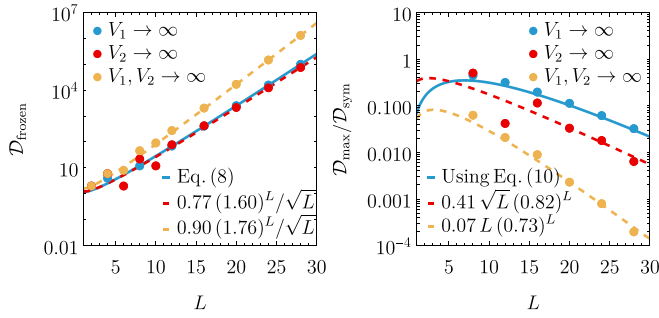 10^7
10^4
10
0.01
D_frozen
V_1 → ∞
V_2 → ∞
V_1, V_2 → ∞
Eq. (8)
0.77 (1.60)^L/√L
0.90 (1.76)^L/√L
5 10 15 20 25 30
L
1
0.100
0.010
0.001
10^{-4}
D_max/D_sym
V_1 → ∞
V_2 → ∞
V_1, V_2 → ∞
Using Eq. (10)
0.41 √L (0.82)^L
0.07 L (0.73)^L
5 10 15 20 25 30
L